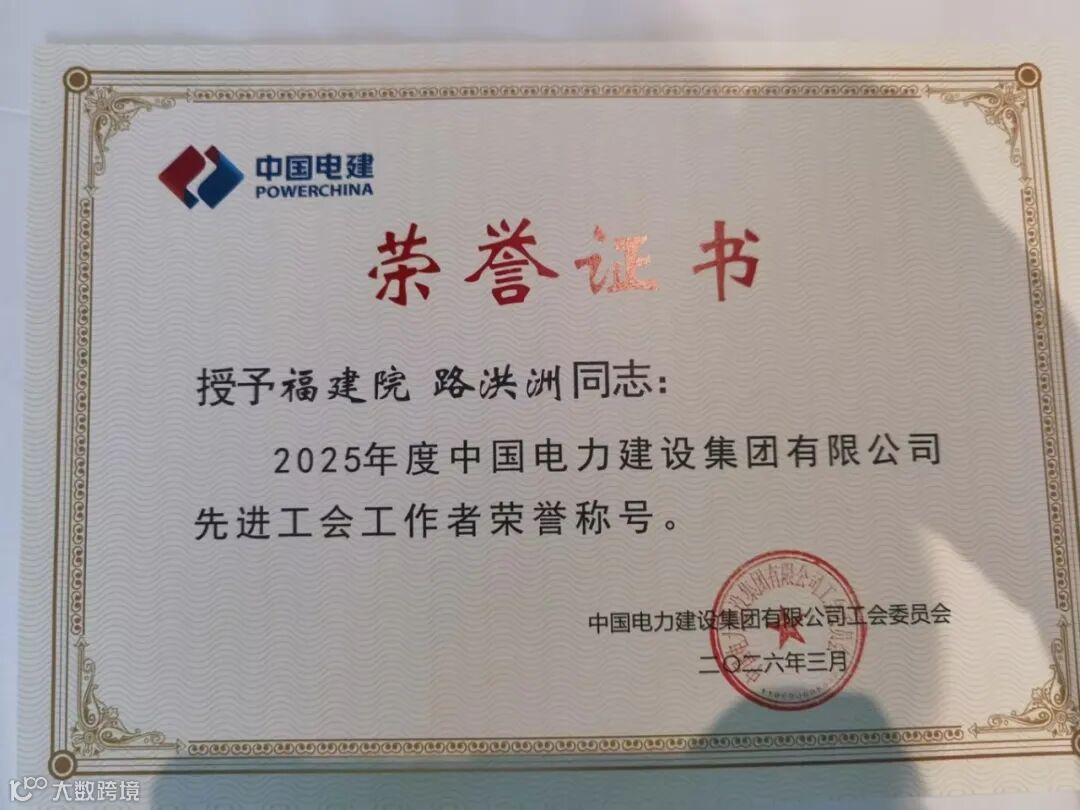 中国电建
POWERCHINA
荣誉证书
授予福建院 路洪洲同志：
2025年度中国电力建设集团有限公司
先进工会工作者荣誉称号。
中国电力建设集团有限公司工会委员会
二〇二六年三月
大数跨境